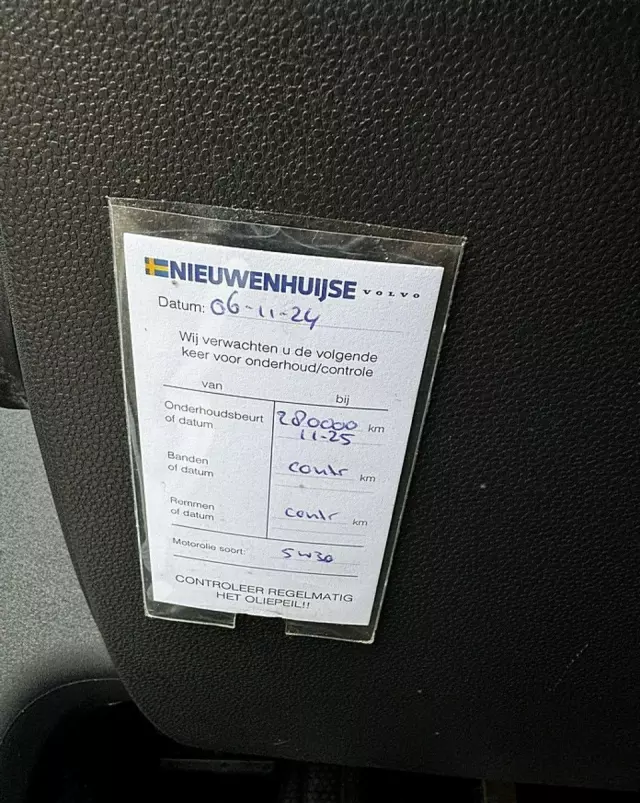 NIEUWENHUIJSE VOLVO
Datum: 06-11-24
Wij verwachten u de volgende
keer voor onderhoud/controle
van bij
Onderhoudsbeurt 280000 km
of datum 11-25
Banden contr km
of datum
Remmen contr km
of datum
Motorolie soort: 5W30
CONTROLEER REGELMATIG
HET OLIEPEIL!!